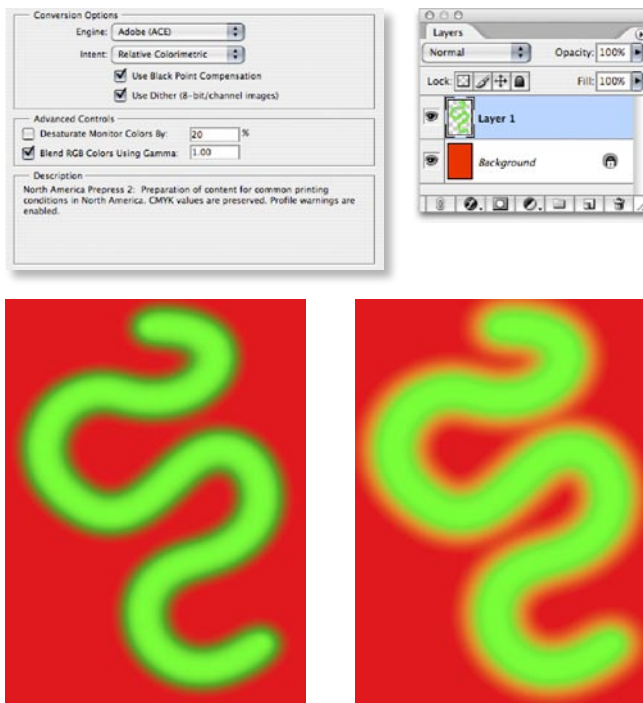 Conversion Options
Engine: Adobe (ACE)
Intent: Relative Colorimetric
Use Black Point Compensation
Use Dither (8-bit/channel images)
Advanced Controls
Desaturate Monitor Colors By: 20 %
Blend RGB Colors Using Gamma: 1.00
Description
North America Prepress 2: Preparation of content for common printing
conditions in North America. CMYK values are preserved. Profile warnings are
enabled.
Layers
Normal Opacity: 100%
Lock: Fill: 100%
Layer 1
Background